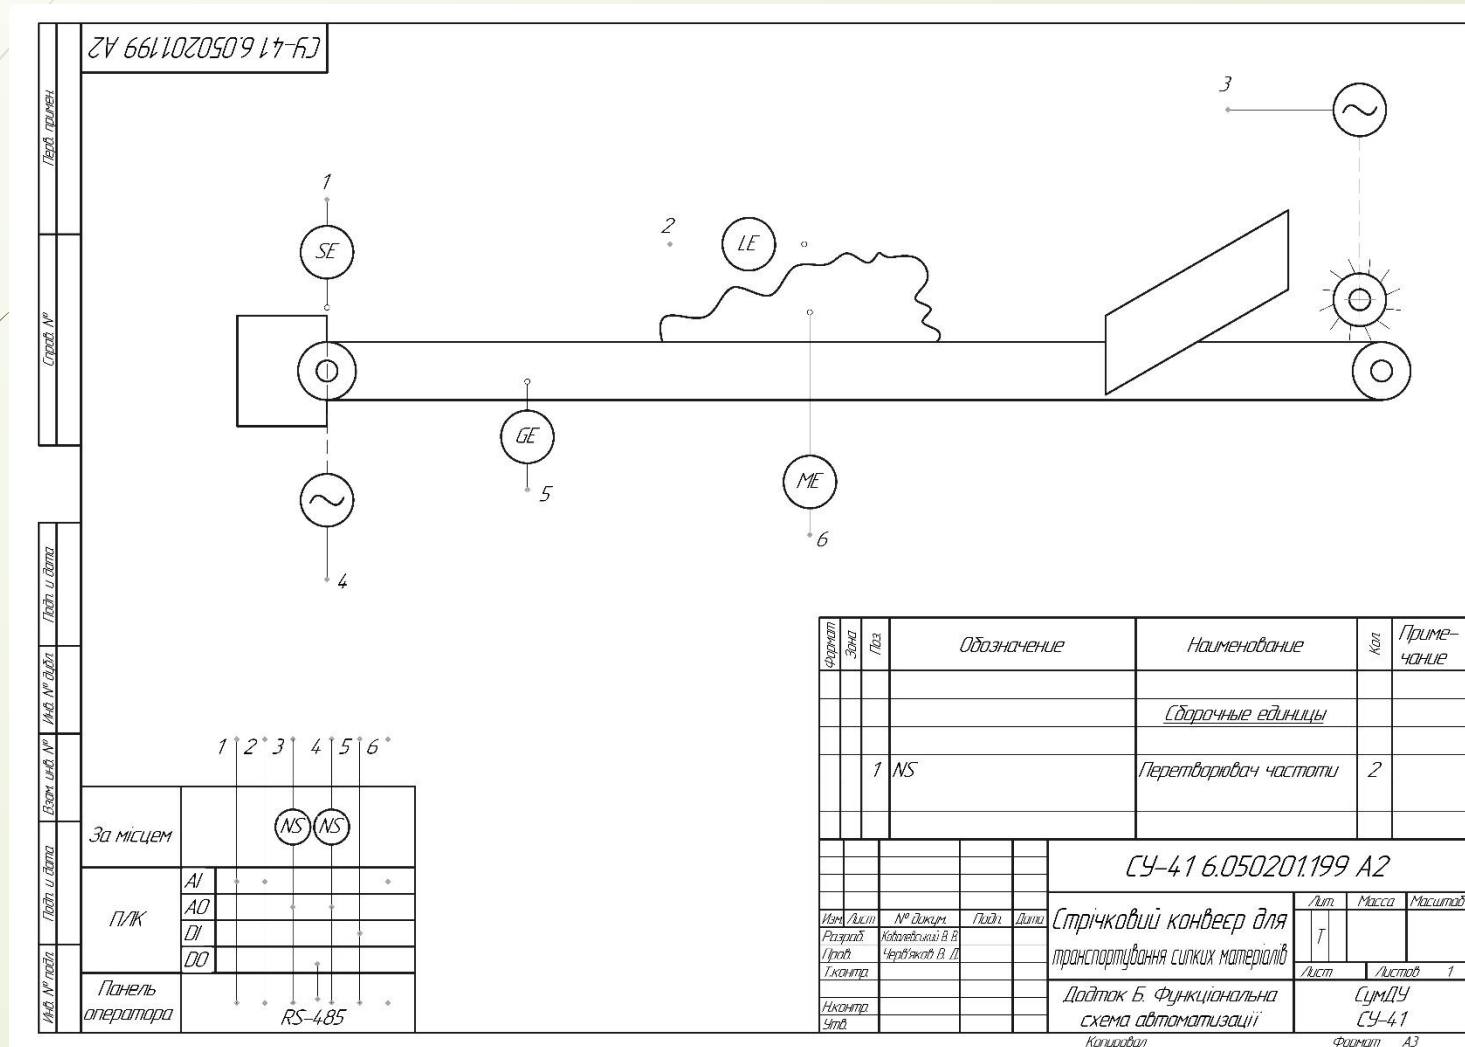 СУ-41 6.050201.199 А2
Перв. примен.
Справ. №
Подп. и дата
Инв. № дубл.
Взам. инв. №
Подп. и дата
Инв. № подл.
3
1
SE
2
LE
GE
5
ME
6
4
1 2 3 4 5 6
За місцем
NS NS
ПЛК
AI
AO
DI
DO
Панель
оператора
RS-485
Формат
Зона
Поз.
Обозначение
Наименование
Кол.
Приме-
чание
Сборочные единицы
1 NS Перетворювач частоти 2
СУ-41 6.050201.199 А2
Изм. Лист № докум. Подп. Дата
Разраб. Ковалевський В. В.
Пров. Черв'яков В. Д.
Т.контр.
Н.контр.
Утв.
Стрічковий конвеєр для
транспортування сипких матеріалів
Лит. Масса Масштаб
Т
Лист Листов 1
Додток Б. Функціональна
схема автоматизації
СумДУ
СУ-41
Копировал
Формат А3